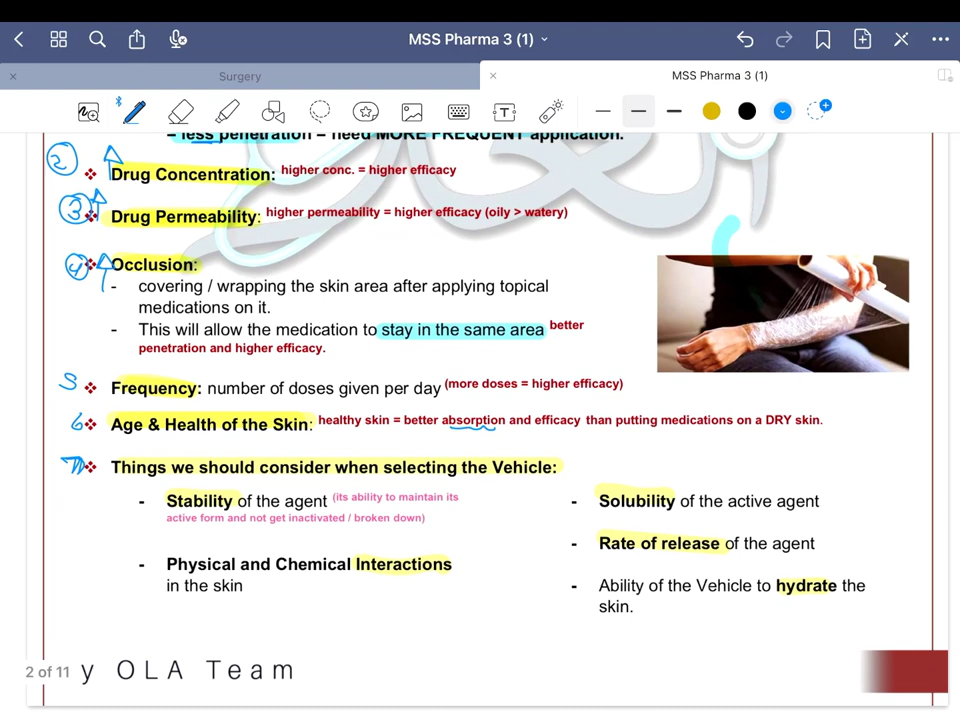 MSS Pharma 3 (1)
Surgery
MSS Pharma 3 (1)
= less penetration = need MORE FREQUENT application.
2 ❖ Drug Concentration: higher conc. = higher efficacy
3 ❖ Drug Permeability: higher permeability = higher efficacy (oily > watery)
4 ❖ Occlusion:
- covering / wrapping the skin area after applying topical
medications on it.
- This will allow the medication to stay in the same area better
penetration and higher efficacy.
5 ❖ Frequency: number of doses given per day (more doses = higher efficacy)
6 ❖ Age & Health of the Skin: healthy skin = better absorption and efficacy than putting medications on a DRY skin.
7 ❖ Things we should consider when selecting the Vehicle:
- Stability of the agent (its ability to maintain its
active form and not get inactivated / broken down)
- Physical and Chemical Interactions
in the skin
- Solubility of the active agent
- Rate of release of the agent
- Ability of the Vehicle to hydrate the
skin.
2 of 11
y OLA Team